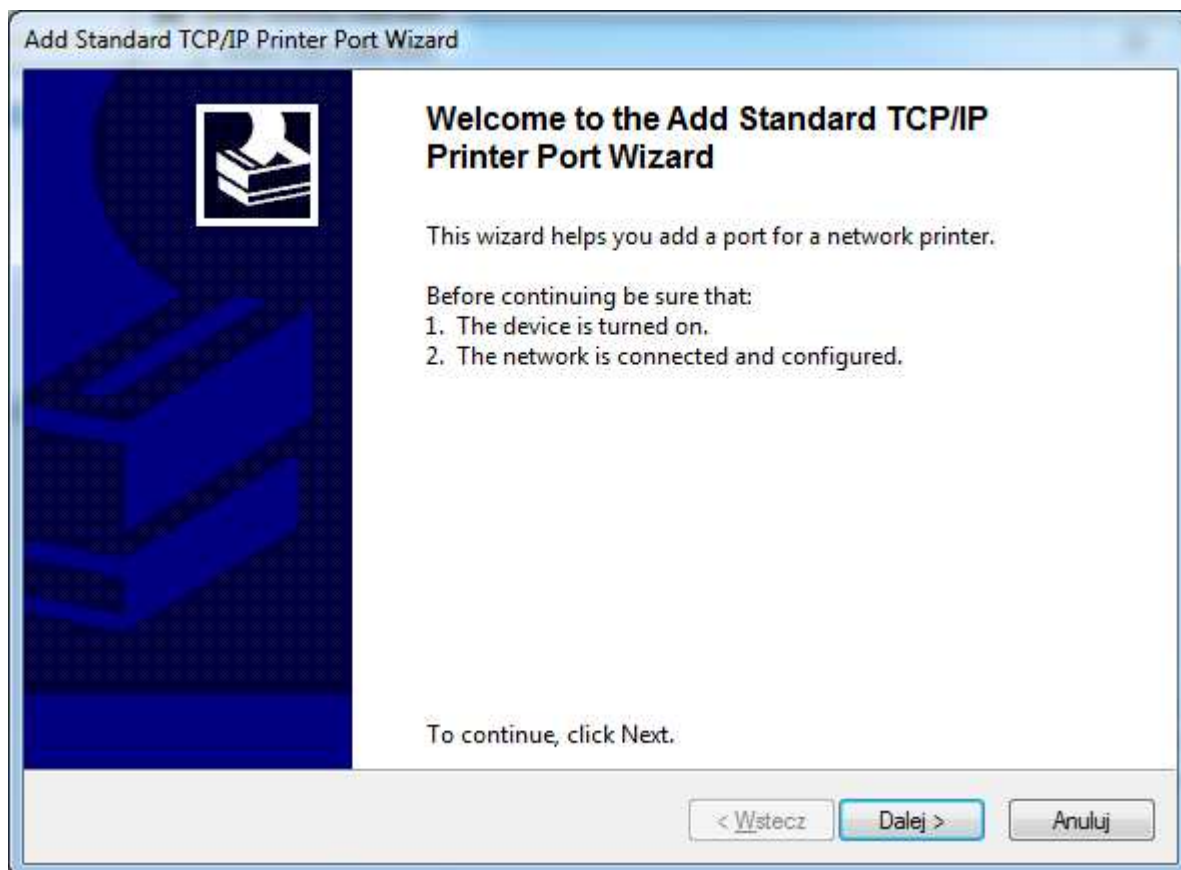 Add Standard TCP/IP Printer Port Wizard
Welcome to the Add Standard TCP/IP
Printer Port Wizard
This wizard helps you add a port for a network printer.
Before continuing be sure that:
1. The device is turned on.
2. The network is connected and configured.
To continue, click Next.
< Wstecz
Dalej >
Anuluj